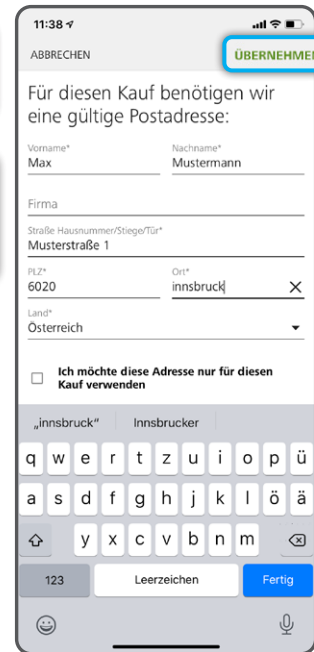 11:38
ABBRECHEN ÜBERNEHMEN
Für diesen Kauf benötigen wir
eine gültige Postadresse:
Vorname* Nachname*
Max Mustermann
Firma
Straße Hausnummer/Stiege/Tür*
Musterstraße 1
PLZ* Ort*
6020 innsbruck
Land*
Österreich
Ich möchte diese Adresse nur für diesen
Kauf verwenden
„innsbruck“ Innsbrucker
q w e r t z u i o p ü
a s d f g h j k l ö ä
y x c v b n m
123 Leerzeichen Fertig